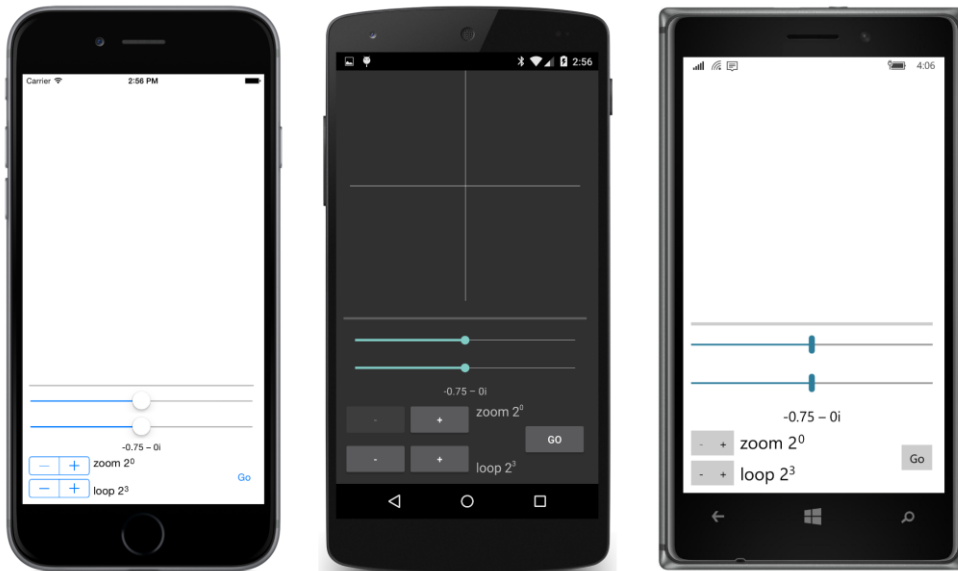 Carrier 2:56 PM
-0.75 – 0i
− + zoom 2⁰
− + loop 2³
Go
2:56
-0.75 – 0i
- + zoom 2⁰
GO
- + loop 2³
4:06
-0.75 – 0i
- + zoom 2⁰
Go
- + loop 2³